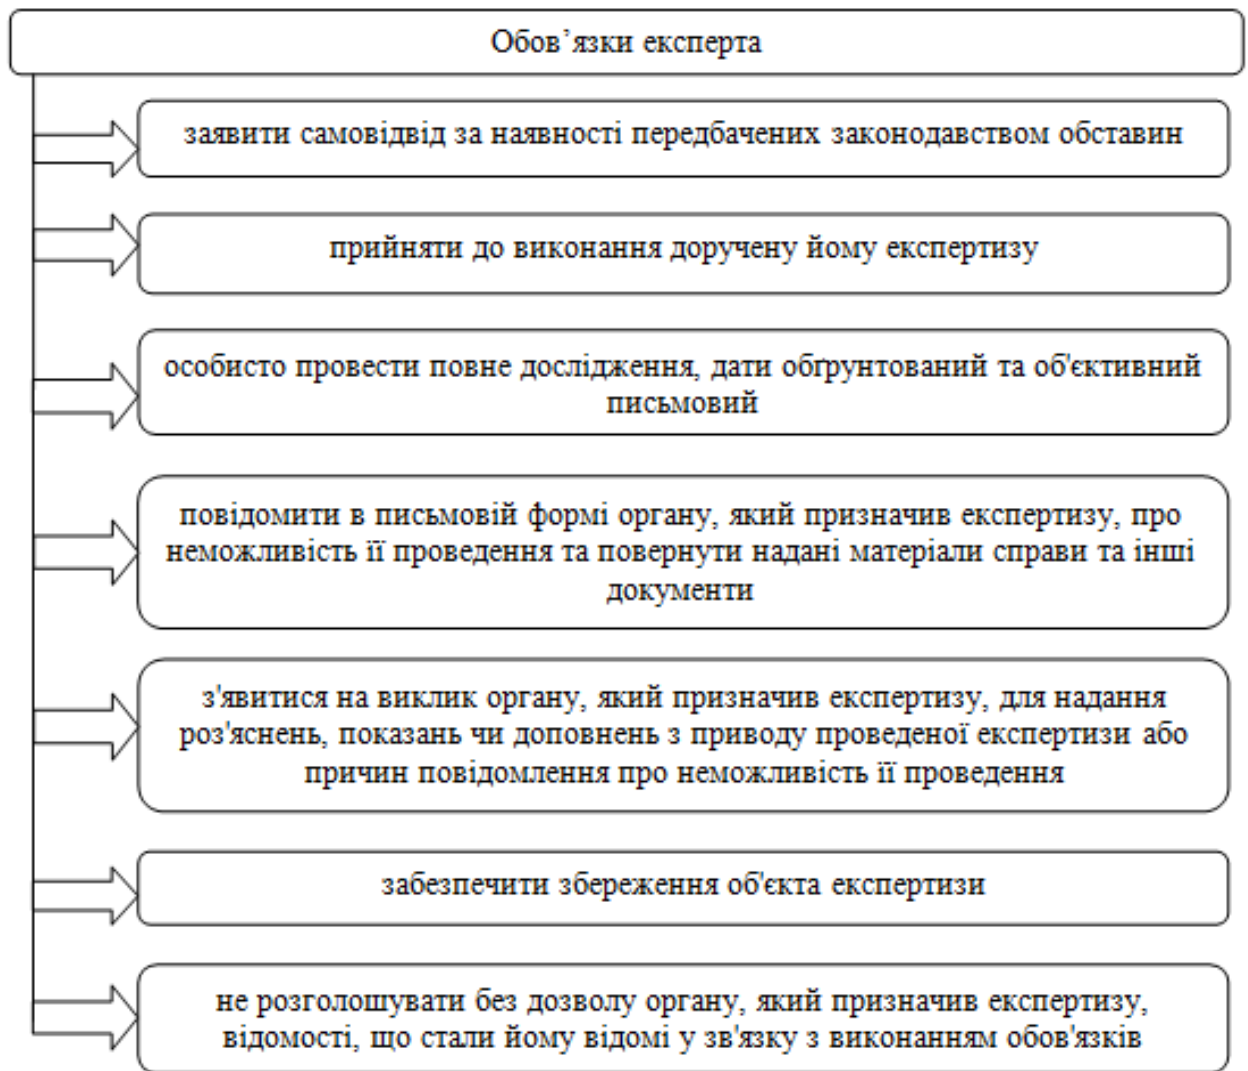 Обов’язки експерта
заявити самовідвід за наявності передбачених законодавством обставин
прийняти до виконання доручену йому експертизу
особисто провести повне дослідження, дати обґрунтований та об'єктивний
письмовий
повідомити в письмовій формі органу, який призначив експертизу, про
неможливість її проведення та повернути надані матеріали справи та інші
документи
з'явитися на виклик органу, який призначив експертизу, для надання
роз'яснень, показань чи доповнень з приводу проведеної експертизи або
причин повідомлення про неможливість її проведення
забезпечити збереження об'єкта експертизи
не розголошувати без дозволу органу, який призначив експертизу,
відомості, що стали йому відомі у зв'язку з виконанням обов'язків